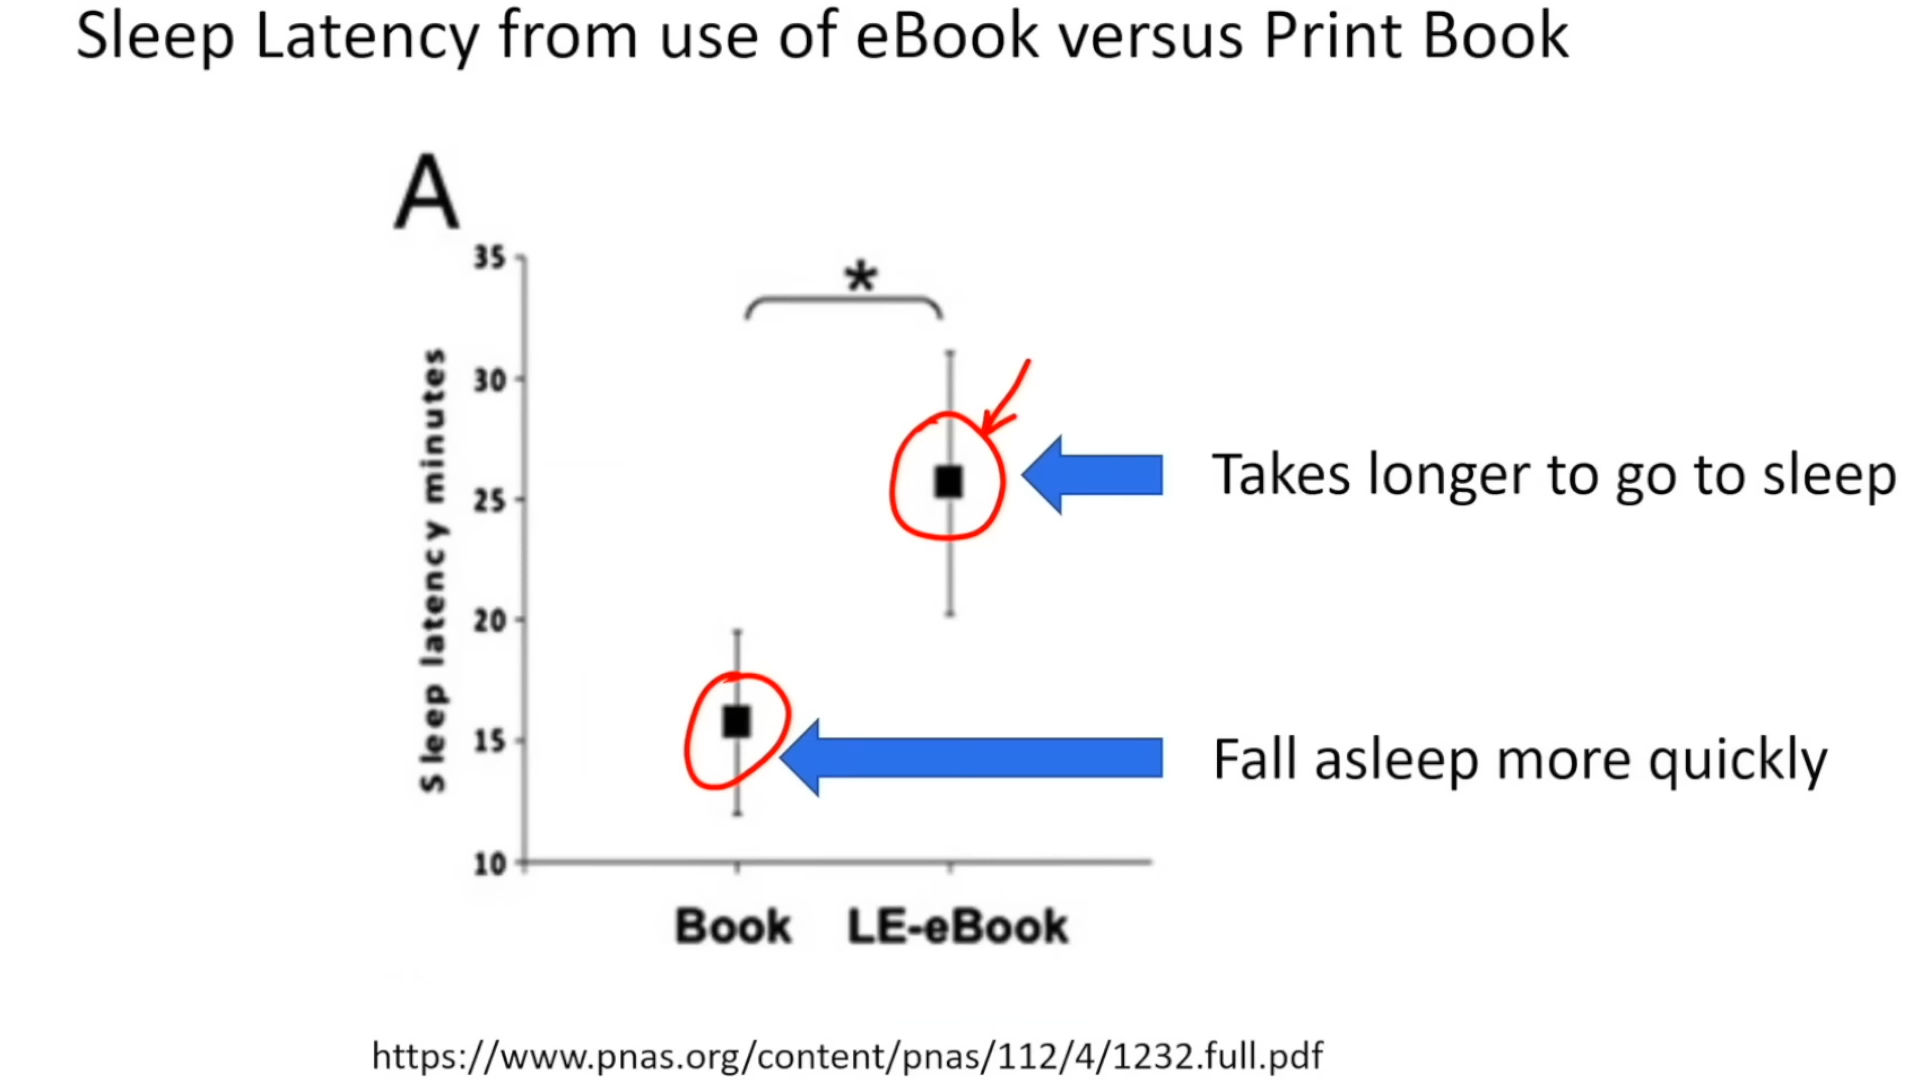 Sleep Latency from use of eBook versus Print Book
A
35
*
30
25
20
15
10
Sleep latency minutes
Takes longer to go to sleep
Fall asleep more quickly
Book LE-eBook
https://www.pnas.org/content/pnas/112/4/1232.full.pdf